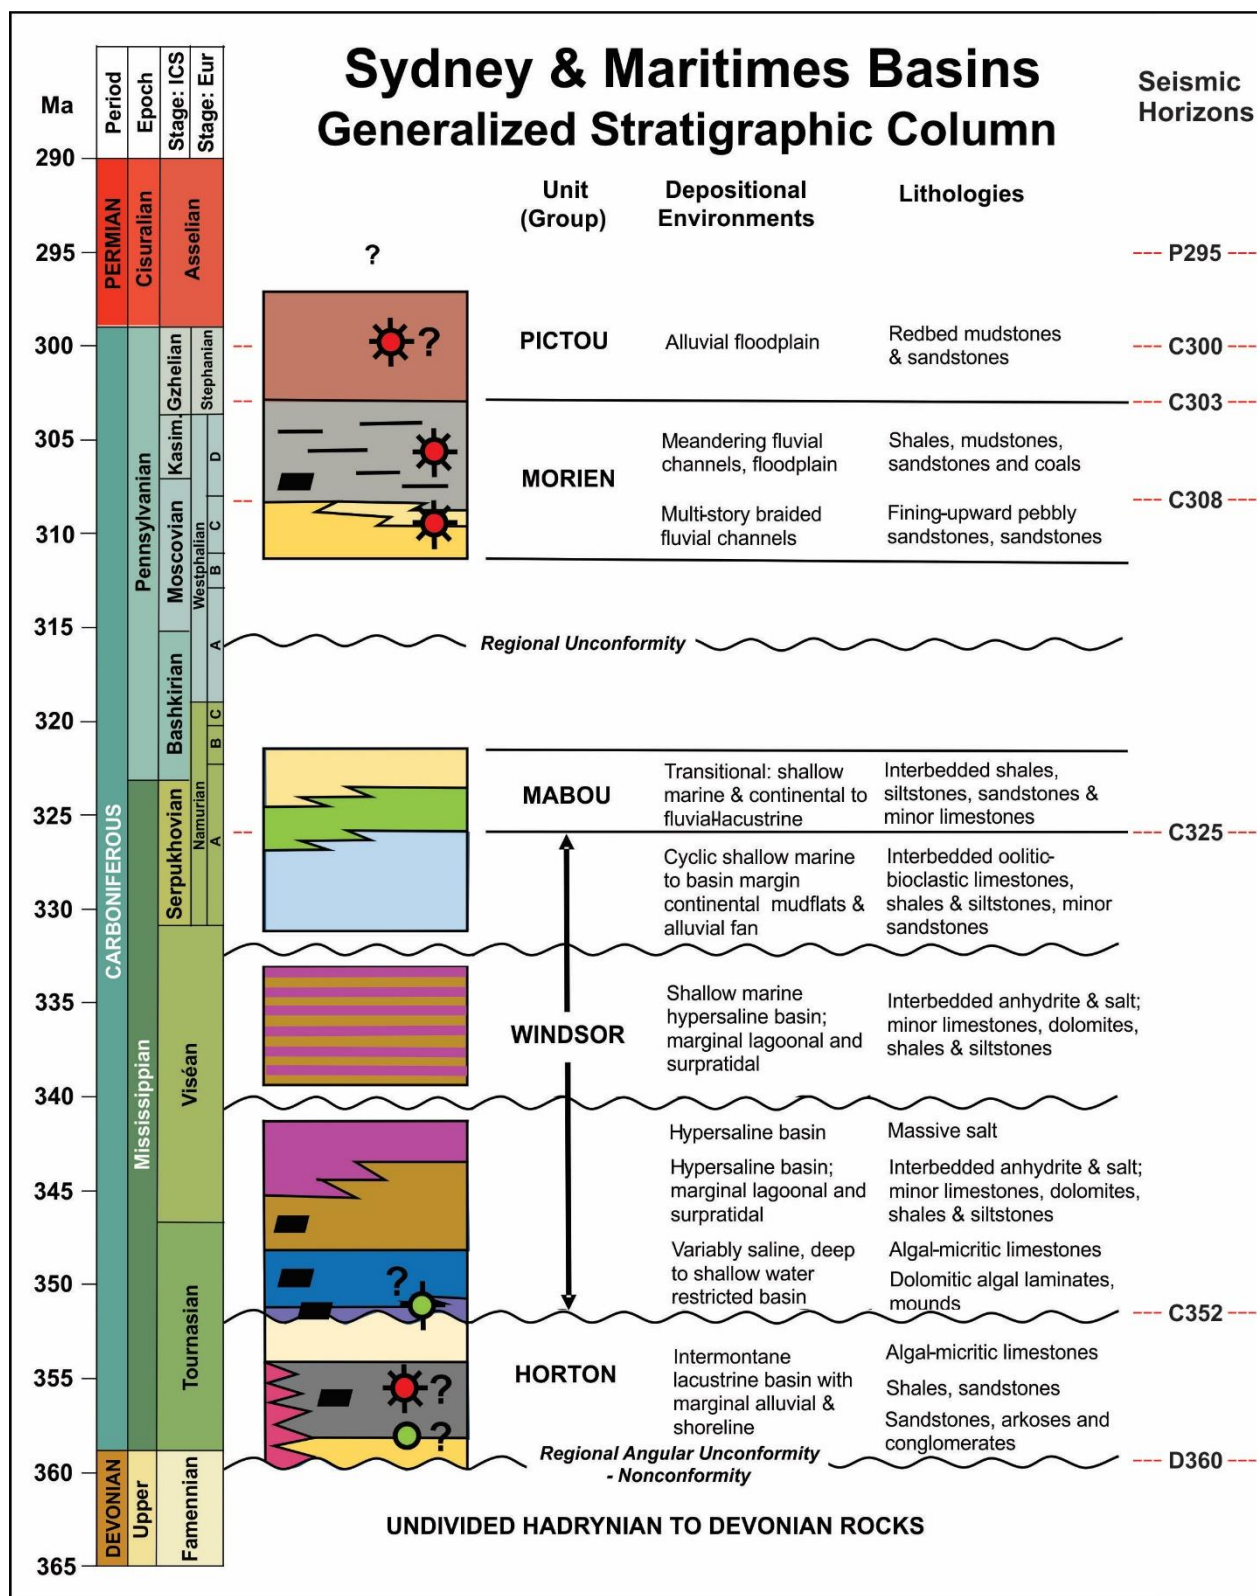 Sydney & Maritimes Basins
Generalized Stratigraphic Column
Seismic
Horizons
Ma
Period
Epoch
Stage: ICS
Stage: Eur
Unit
(Group)
Depositional
Environments
Lithologies
290
295
300
305
310
315
320
325
330
335
340
345
350
355
360
365
PERMIAN
CARBONIFEROUS
DEVONIAN
Cisuralian
Pennsylvanian
Mississippian
Upper
Asselian
Gzhelian
Kasim.
Moscovian
Bashkirian
Serpukhovian
Viséan
Tournasian
Famennian
Stephanian
Westphalian
D
C
B
A
Namurian
C
B
A
?
?
PICTOU
Alluvial floodplain
Redbed mudstones
& sandstones
MORIEN
Meandering fluvial
channels, floodplain
Shales, mudstones,
sandstones and coals
Multi-story braided
fluvial channels
Fining-upward pebbly
sandstones, sandstones
Regional Unconformity
MABOU
Transitional: shallow
marine & continental to
fluvial-lacustrine
Interbedded shales,
siltstones, sandstones &
minor limestones
Cyclic shallow marine
to basin margin
continental mudflats &
alluvial fan
Interbedded oolitic-
bioclastic limestones,
shales & siltstones, minor
sandstones
WINDSOR
Shallow marine
hypersaline basin;
marginal lagoonal and
surpratidal
Interbedded anhydrite & salt;
minor limestones, dolomites,
shales & siltstones
Hypersaline basin
Massive salt
Hypersaline basin;
marginal lagoonal and
surpratidal
Interbedded anhydrite & salt;
minor limestones, dolomites,
shales & siltstones
?
Variably saline, deep
to shallow water
restricted basin
Algal-micritic limestones
Dolomitic algal laminates,
mounds
HORTON
?
?
Intermontane
lacustrine basin with
marginal alluvial &
shoreline
Algal-micritic limestones
Shales, sandstones
Sandstones, arkoses and
conglomerates
Regional Angular Unconformity
- Nonconformity
UNDIVIDED HADRYNIAN TO DEVONIAN ROCKS
P295
C300
C303
C308
C325
C352
D360